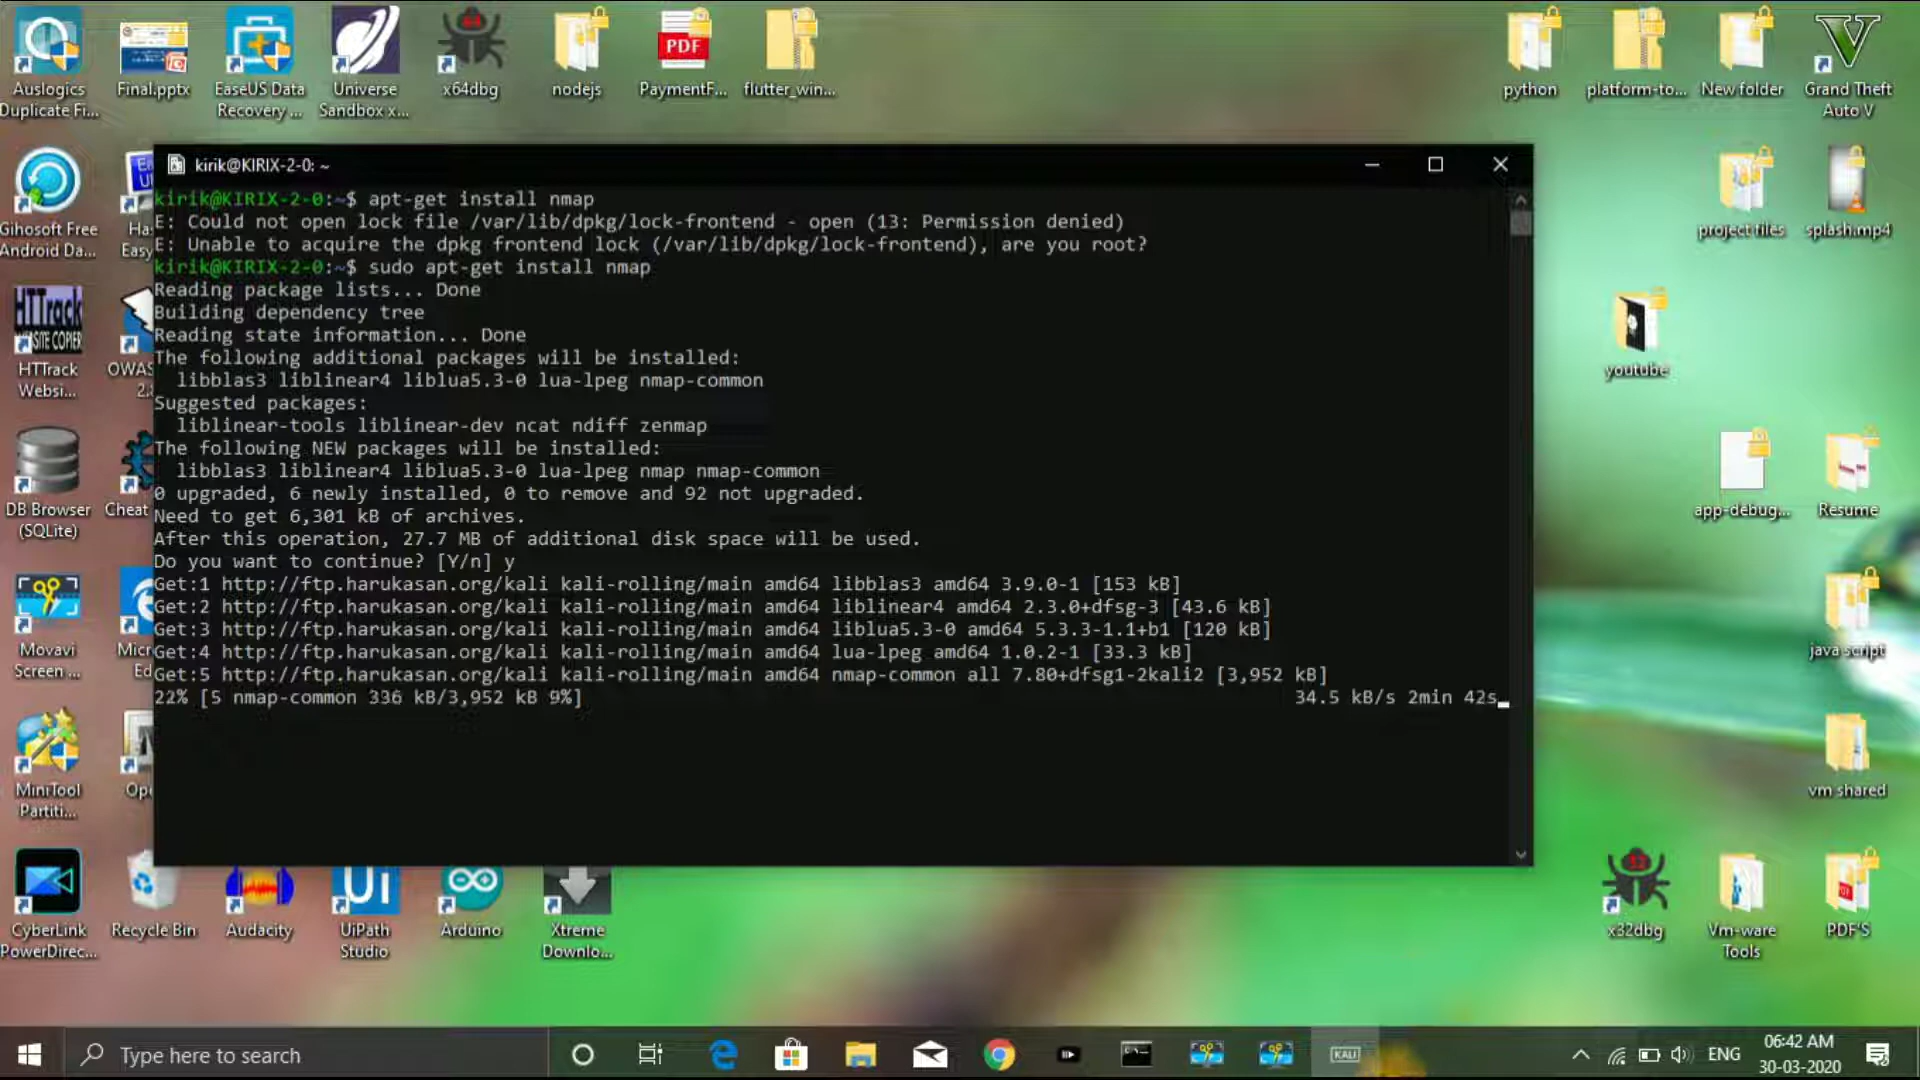 Auslogics
Duplicate Fi...
Final.pptx
EaseUS Data
Recovery ...
Universe
Sandbox x...
x64dbg
nodejs
PDF
PaymentF...
flutter_win...
python
platform-to...
New folder
Grand Theft
Auto V
kirik@KIRIX-2-0: ~
kirik@KIRIX-2-0:~$ apt-get install nmap
E: Could not open lock file /var/lib/dpkg/lock-frontend - open (13: Permission denied)
E: Unable to acquire the dpkg frontend lock (/var/lib/dpkg/lock-frontend), are you root?
kirik@KIRIX-2-0:~$ sudo apt-get install nmap
Reading package lists... Done
Building dependency tree
Reading state information... Done
The following additional packages will be installed:
libblas3 liblinear4 liblua5.3-0 lua-lpeg nmap-common
Suggested packages:
liblinear-tools liblinear-dev ncat ndiff zenmap
The following NEW packages will be installed:
libblas3 liblinear4 liblua5.3-0 lua-lpeg nmap nmap-common
0 upgraded, 6 newly installed, 0 to remove and 92 not upgraded.
Need to get 6,301 kB of archives.
After this operation, 27.7 MB of additional disk space will be used.
Do you want to continue? [Y/n] y
Get:1 http://ftp.harukasan.org/kali kali-rolling/main amd64 libblas3 amd64 3.9.0-1 [153 kB]
Get:2 http://ftp.harukasan.org/kali kali-rolling/main amd64 liblinear4 amd64 2.3.0+dfsg-3 [43.6 kB]
Get:3 http://ftp.harukasan.org/kali kali-rolling/main amd64 liblua5.3-0 amd64 5.3.3-1.1+b1 [120 kB]
Get:4 http://ftp.harukasan.org/kali kali-rolling/main amd64 lua-lpeg amd64 1.0.2-1 [33.3 kB]
Get:5 http://ftp.harukasan.org/kali kali-rolling/main amd64 nmap-common all 7.80+dfsg1-2kali2 [3,952 kB]
22% [5 nmap-common 336 kB/3,952 kB 9%] 34.5 kB/s 2min 42s
Gihosoft Free
Android Da...
Has
Easy
HTTrack
WEBSITE COPIER
HTTrack
Websi...
OWAS
2.8
DB Browser
(SQLite)
Cheat
Movavi
Screen ...
Micr
Ed
MiniTool
Partiti...
Op
project files
splash.mp4
youtube
app-debug...
Resume
java script
vm shared
CyberLink
PowerDirec...
Recycle Bin
Audacity
Ui
UiPath
Studio
Arduino
Xtreme
Downlo...
32
x32dbg
Vm-ware
Tools
PDF'S
Type here to search
KALI
ENG
06:42 AM
30-03-2020